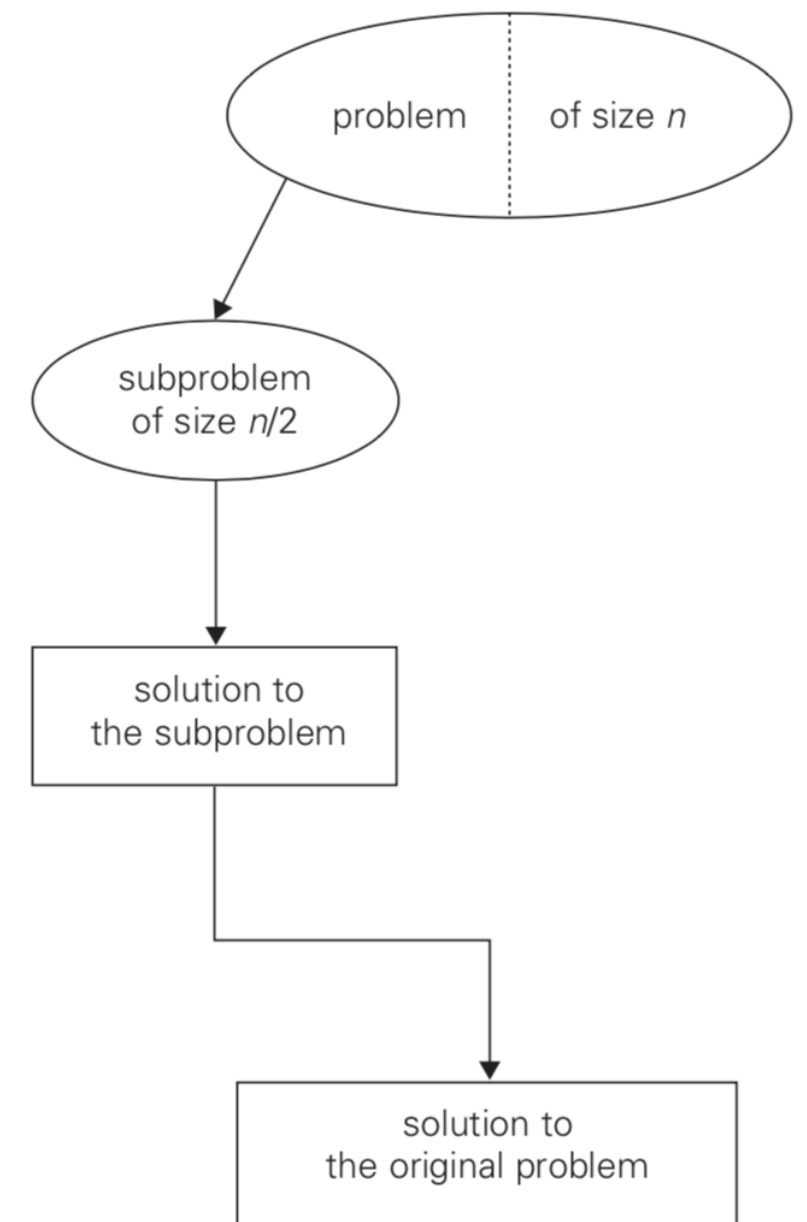 problem of size n
subproblem
of size n/2
solution to
the subproblem
solution to
the original problem